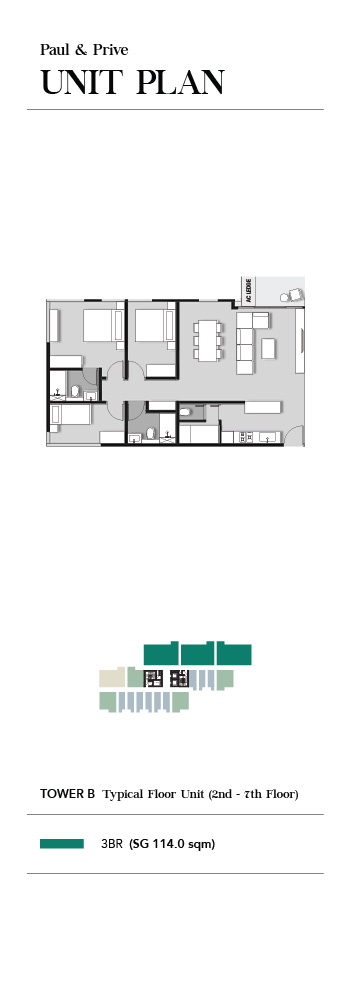 Paul & Prive
UNIT PLAN
AC LEDGE
TOWER B Typical Floor Unit (2nd - 7th Floor)
3BR (SG 114.0 sqm)